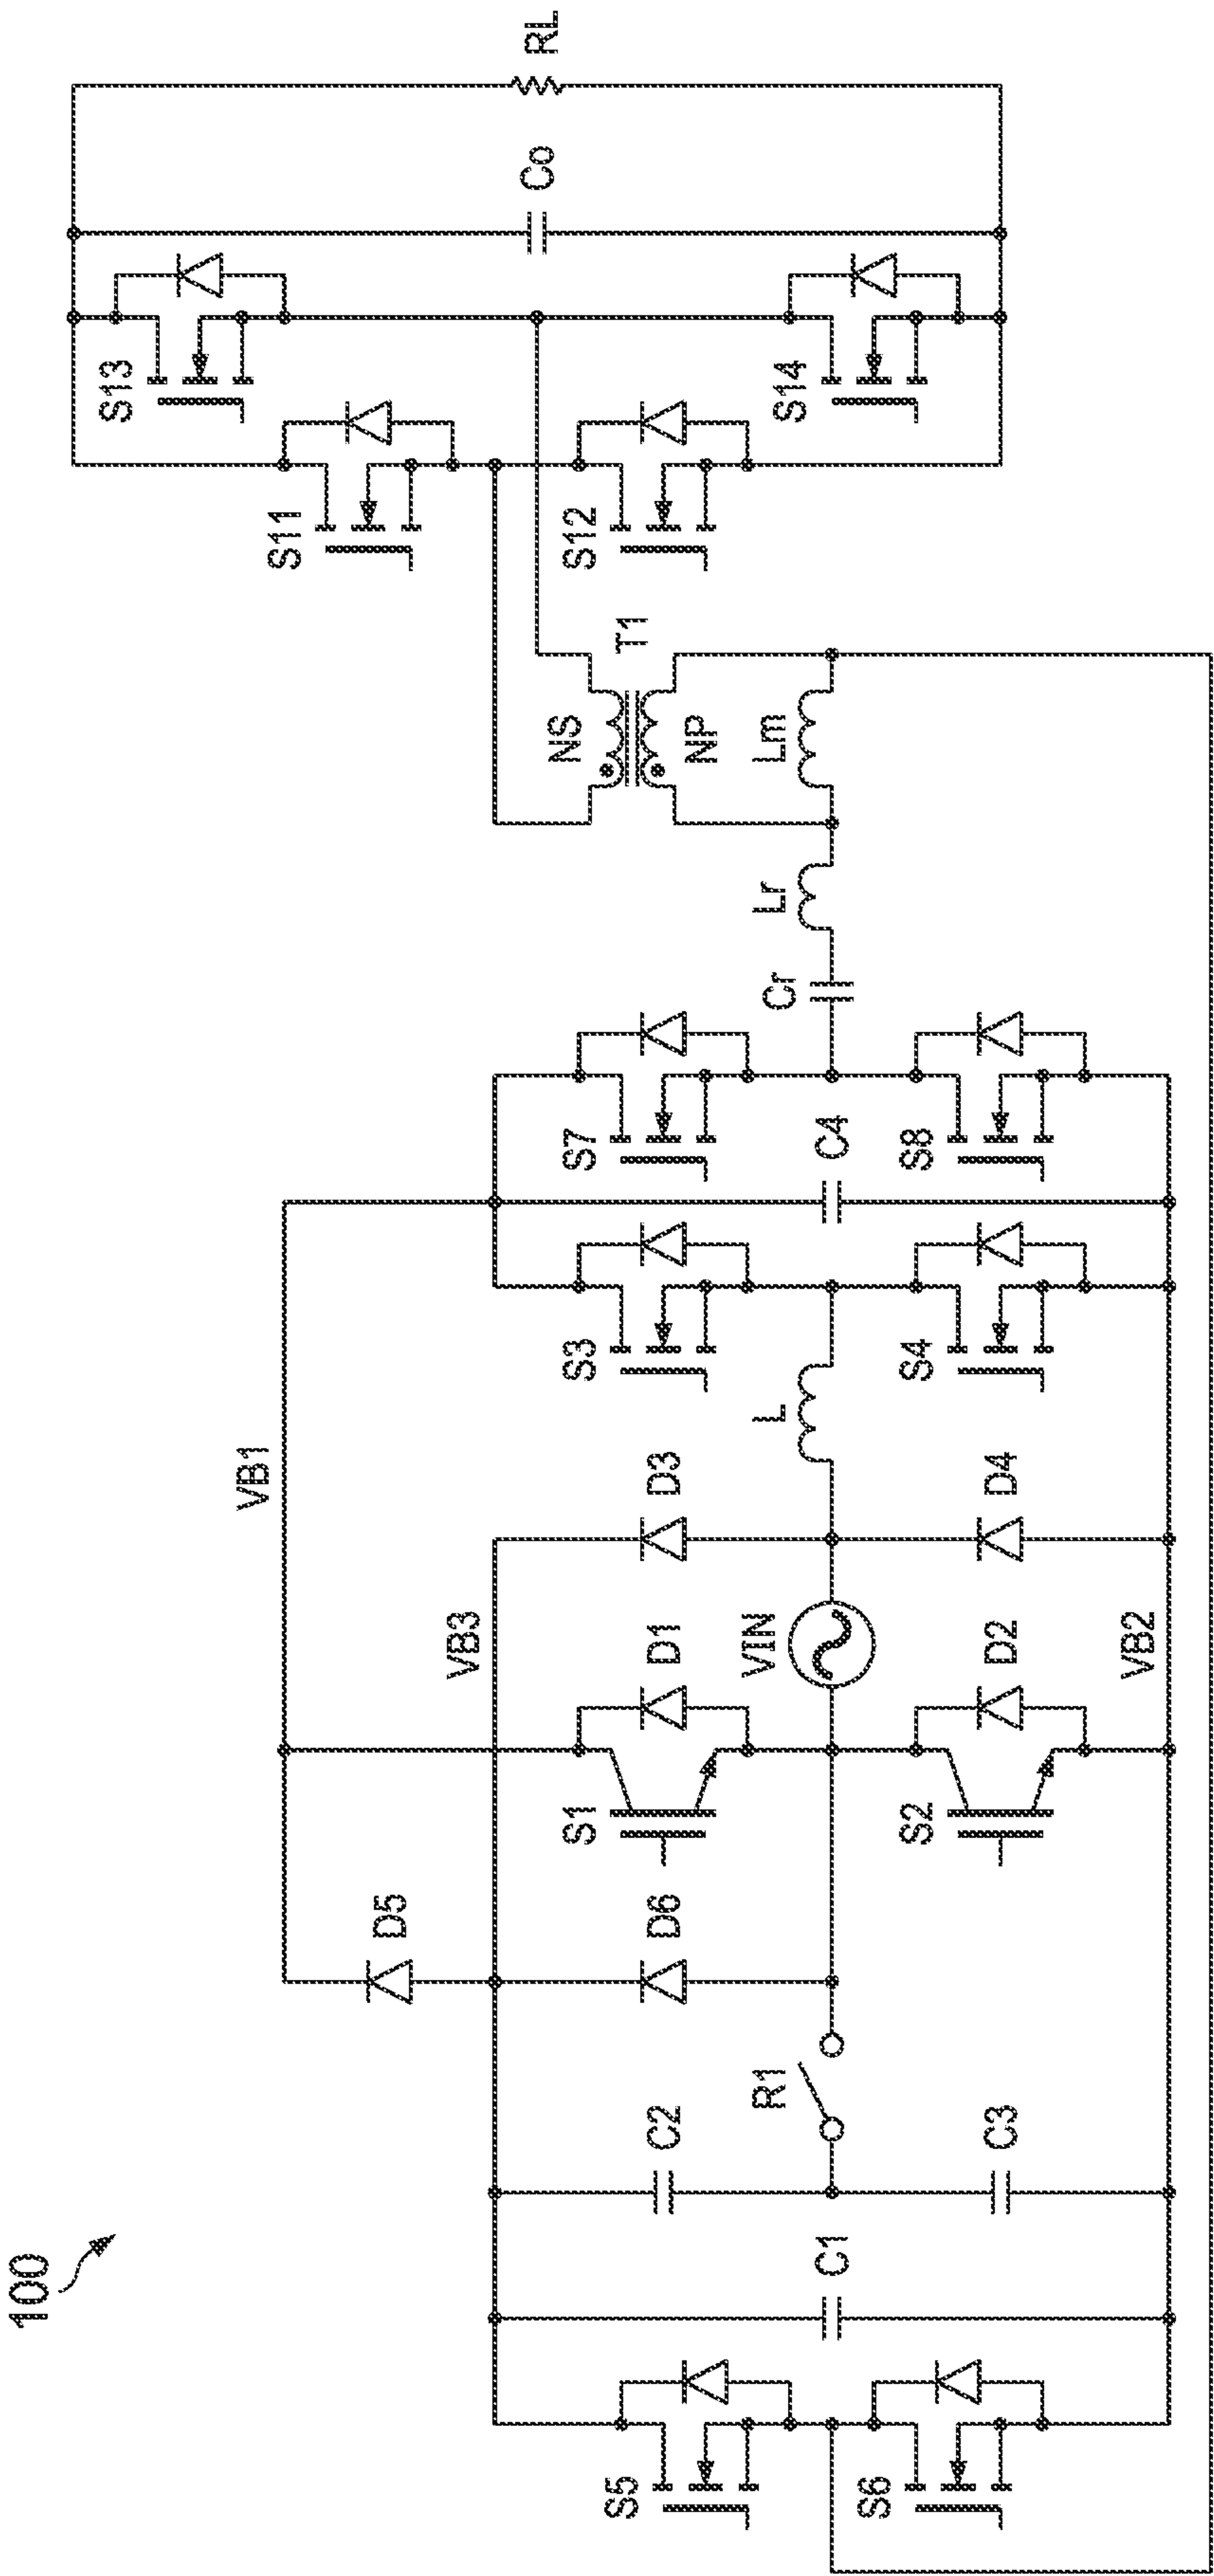 100
S5
S6
C1
C2
C3
R1
D5
D6
S1
S2
D1
D2
VIN
VB3
VB2
VB1
D3
D4
L
S3
S4
C4
S7
S8
Cr
Lr
Lm
NP
NS
T1
S11
S12
S13
S14
Co
RL